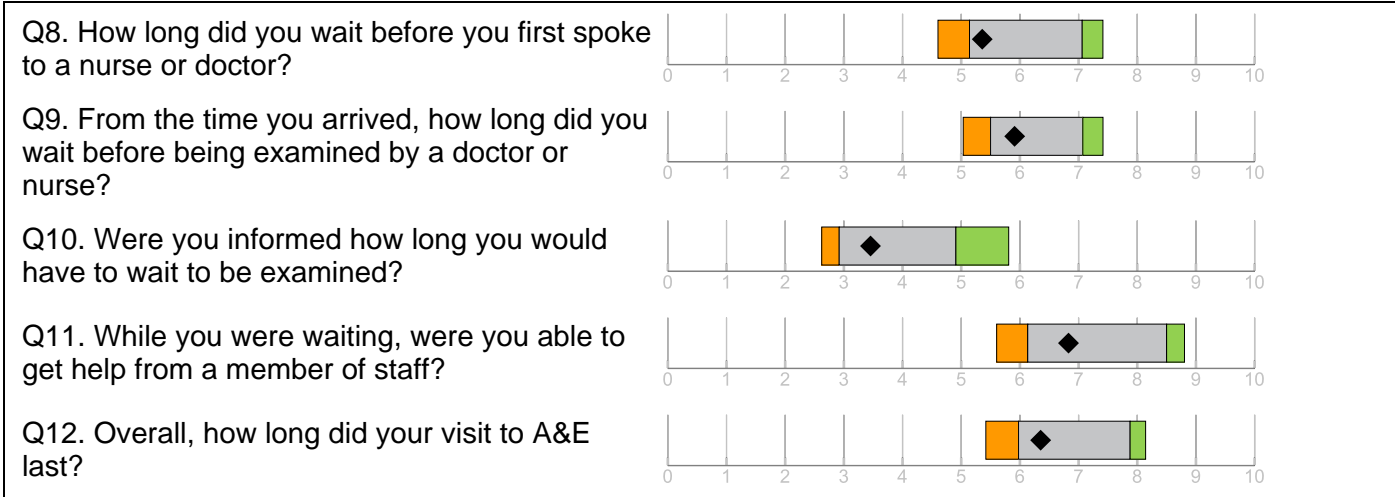 Q8. How long did you wait before you first spoke
to a nurse or doctor?
0 1 2 3 4 5 6 7 8 9 10
Q9. From the time you arrived, how long did you
wait before being examined by a doctor or
nurse?
0 1 2 3 4 5 6 7 8 9 10
Q10. Were you informed how long you would
have to wait to be examined?
0 1 2 3 4 5 6 7 8 9 10
Q11. While you were waiting, were you able to
get help from a member of staff?
0 1 2 3 4 5 6 7 8 9 10
Q12. Overall, how long did your visit to A&E
last?
0 1 2 3 4 5 6 7 8 9 10